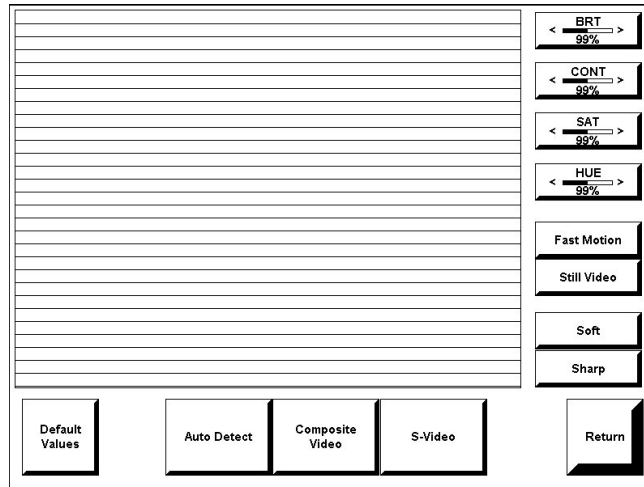 BRT
< >
99%
CONT
< >
99%
SAT
< >
99%
HUE
< >
99%
Fast Motion
Still Video
Soft
Sharp
Default
Values
Auto Detect
Composite
Video
S-Video
Return